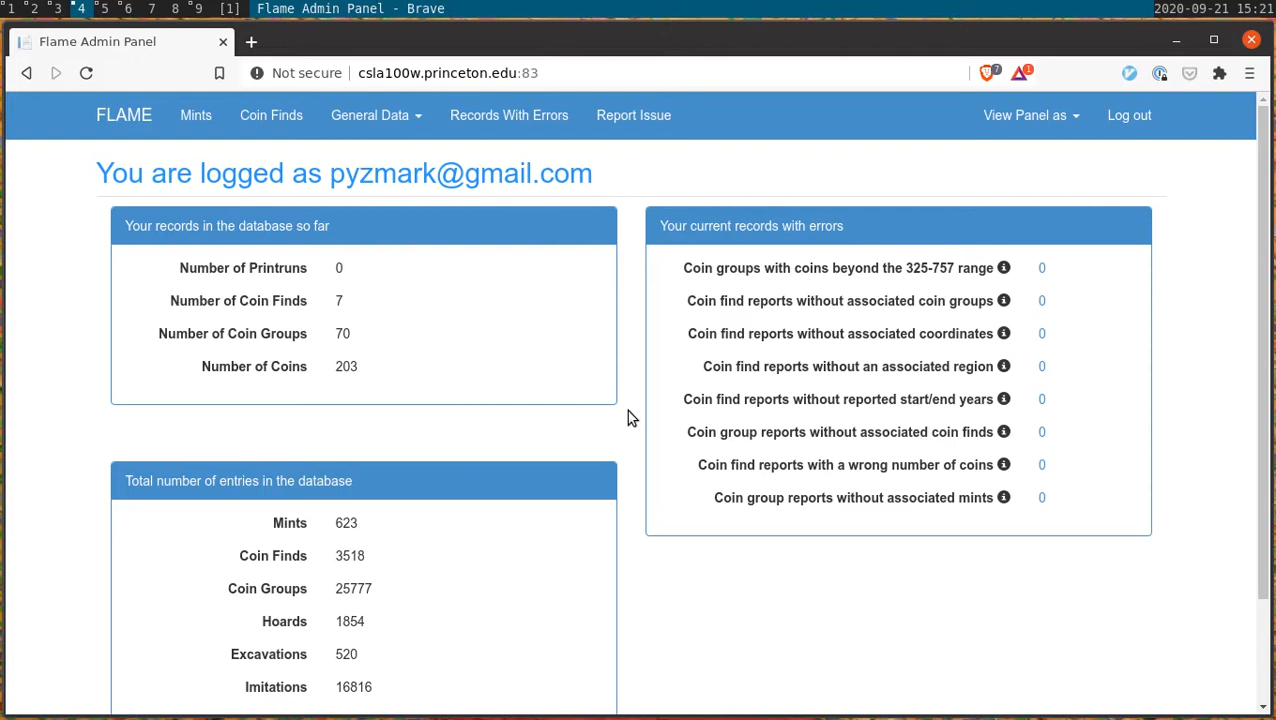 1 2 3 4 5 6 7 8 9 [1] Flame Admin Panel - Brave 2020-09-21 15:21
Flame Admin Panel
Not secure csla100w.princeton.edu:83 7 1
FLAME Mints Coin Finds General Data Records With Errors Report Issue View Panel as Log out
You are logged as pyzmark@gmail.com
Your records in the database so far
Number of Printruns 0
Number of Coin Finds 7
Number of Coin Groups 70
Number of Coins 203
Your current records with errors
Coin groups with coins beyond the 325-757 range 0
Coin find reports without associated coin groups 0
Coin find reports without associated coordinates 0
Coin find reports without an associated region 0
Coin find reports without reported start/end years 0
Coin group reports without associated coin finds 0
Coin find reports with a wrong number of coins 0
Coin group reports without associated mints 0
Total number of entries in the database
Mints 623
Coin Finds 3518
Coin Groups 25777
Hoards 1854
Excavations 520
Imitations 16816